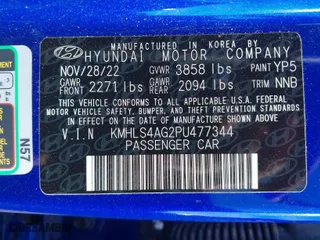 MANUFACTURED IN KOREA BY
HYUNDAI MOTOR COMPANY
NOV/28/22 GVWR 3858 lbs PAINT YP5
GAWR FRONT 2271 lbs GAWR REAR 2094 lbs TRIM NNB
THIS VEHICLE CONFORMS TO ALL APPLICABLE U.S. FEDERAL
MOTOR VEHICLE SAFETY, BUMPER, AND THEFT PREVENTION STANDARDS
IN EFFECT ON THE DATE OF MANUFACTURE SHOWN ABOVE.
V.I.N KMHLS4AG2PU477344
PASSENGER CAR
N57
3